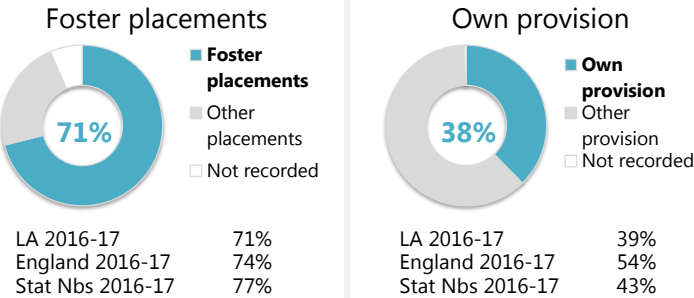 Foster placements
71%
Foster
placements
Other
placements
Not recorded
LA 2016-17 71%
England 2016-17 74%
Stat Nbs 2016-17 77%
Own provision
38%
Own
provision
Other
provision
Not recorded
LA 2016-17 39%
England 2016-17 54%
Stat Nbs 2016-17 43%